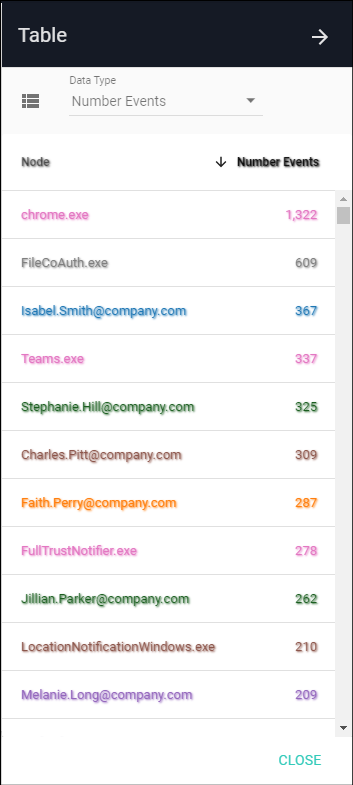 Table
Data Type
Number Events
Node Number Events
chrome.exe 1,322
FileCoAuth.exe 609
Isabel.Smith@company.com 367
Teams.exe 337
Stephanie.Hill@company.com 325
Charles.Pitt@company.com 309
Faith.Perry@company.com 287
FullTrustNotifier.exe 278
Jillian.Parker@company.com 262
LocationNotificationWindows.exe 210
Melanie.Long@company.com 209
CLOSE